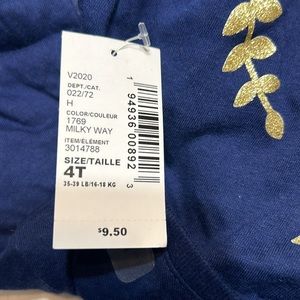 V2020
DEPT./CAT.
022/72
H
COLOR/COULEUR
1769
MILKY WAY
ITEM/ELÉMENT
3014788
SIZE/TAILLE
4T
35-39 LB/16-18 KG
$9.50
1 94936 00892 3